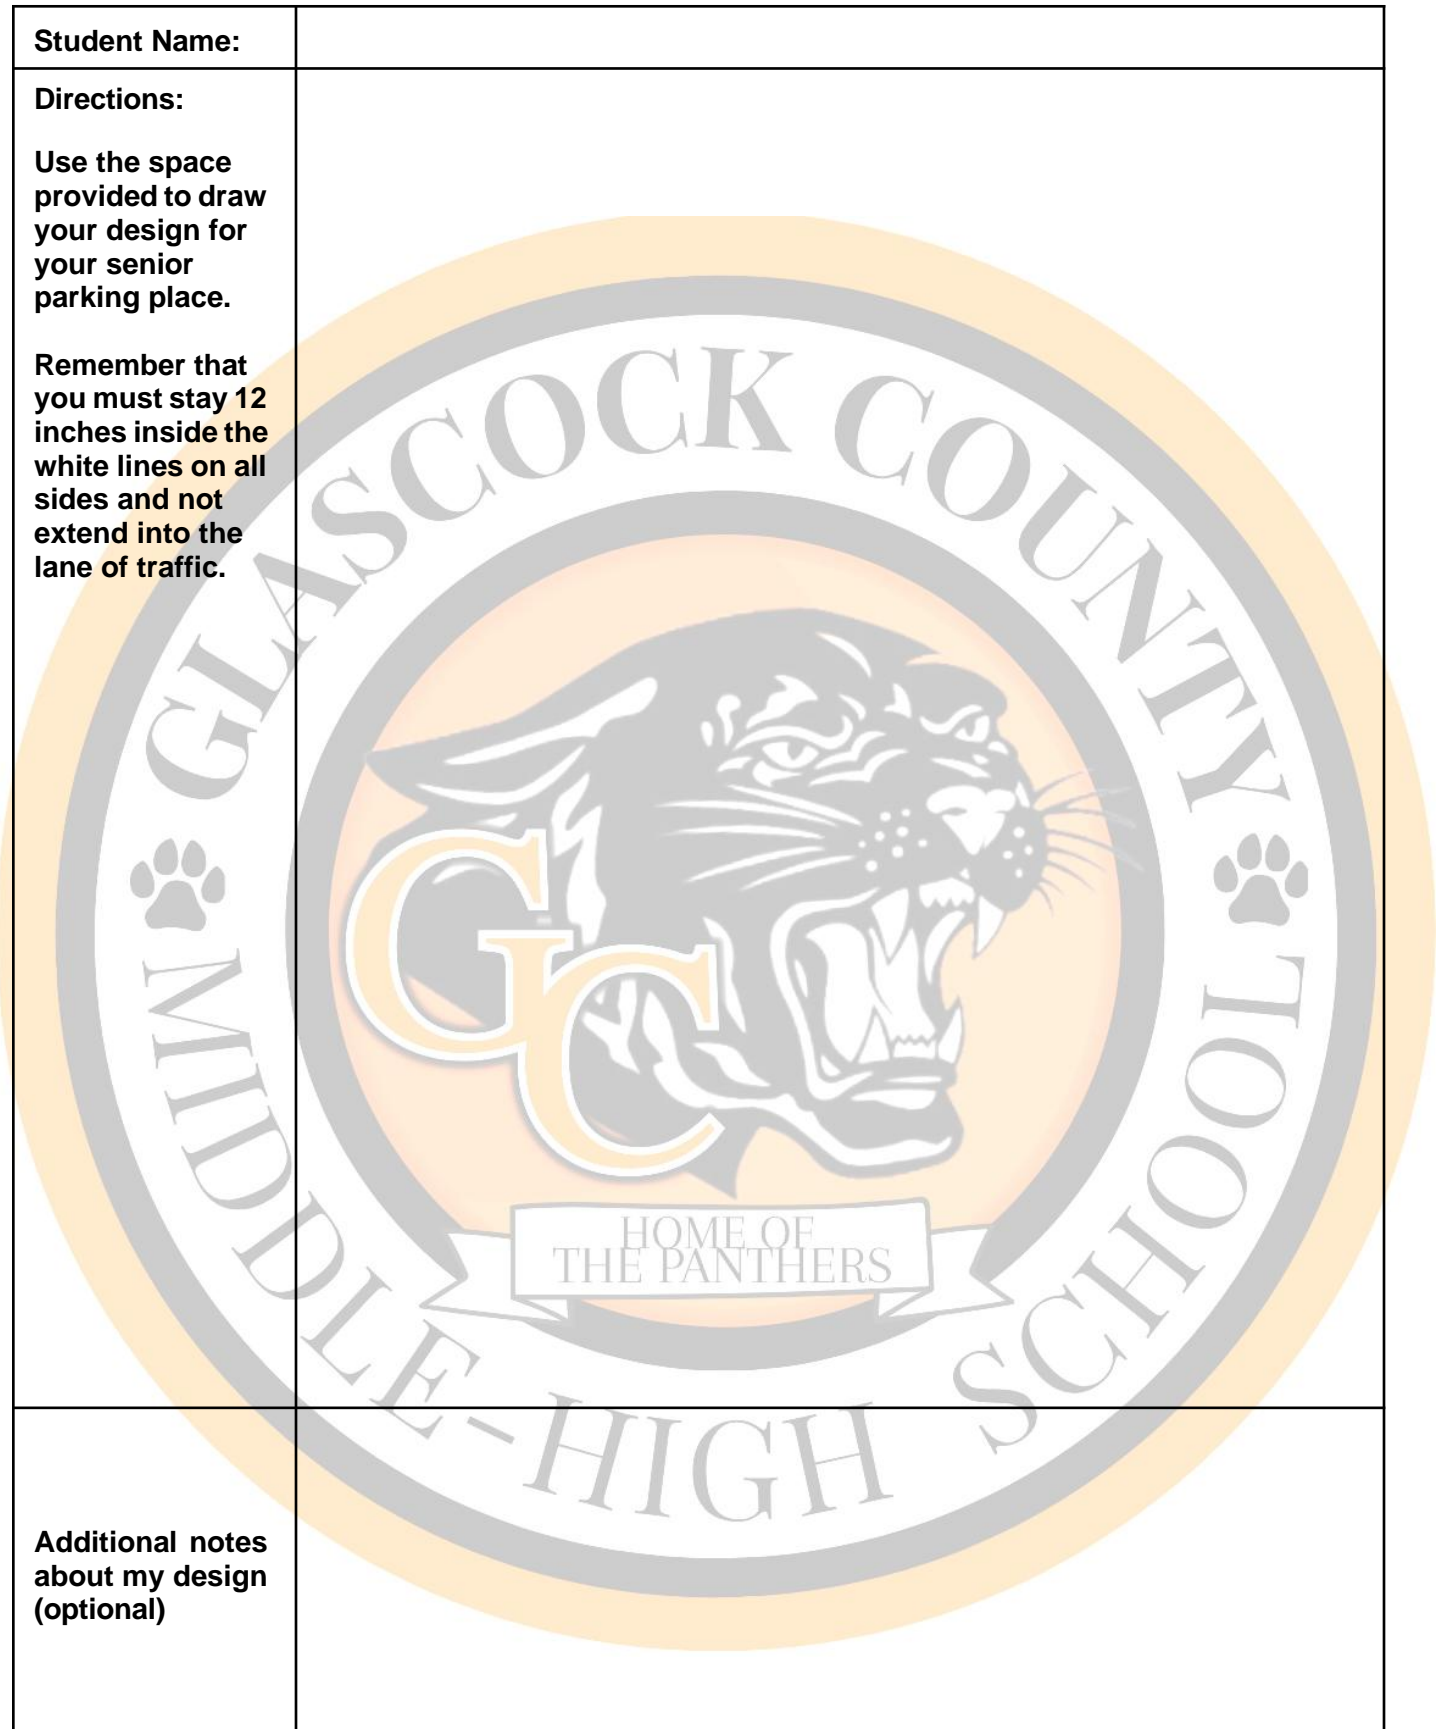 Student Name:
Directions:
Use the space
provided to draw
your design for
your senior
parking place.
Remember that
you must stay 12
inches inside the
white lines on all
sides and not
extend into the
lane of traffic.
GLASCOCK COUNTY
GC
HOME OF
THE PANTHERS
MIDDLE-HIGH SCHOOL
Additional notes
about my design
(optional)